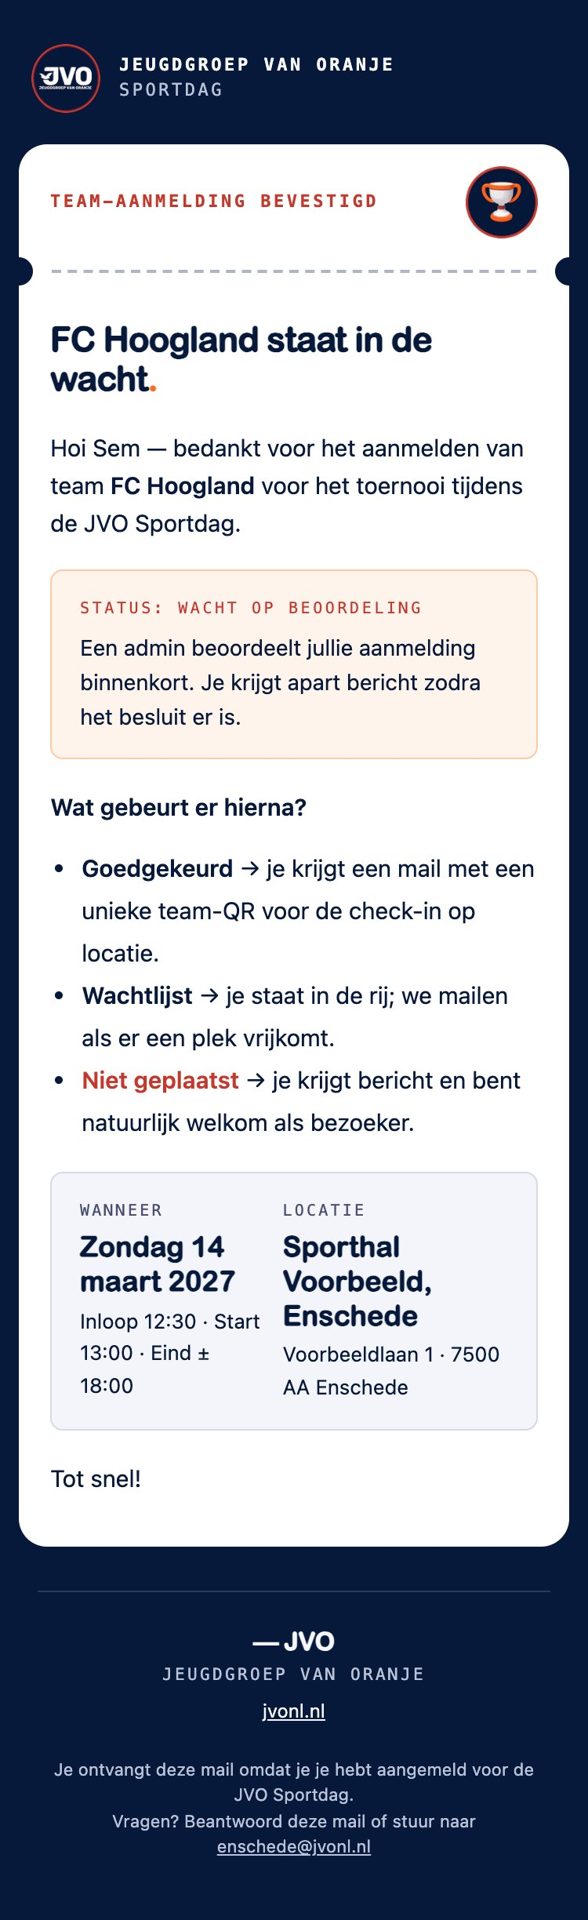 JVO
JEUGDGROEP VAN ORANJE
JEUGDGROEP VAN ORANJE
SPORTDAG
TEAM-AANMELDING BEVESTIGD
FC Hoogland staat in de
wacht.
Hoi Sem — bedankt voor het aanmelden van
team FC Hoogland voor het toernooi tijdens
de JVO Sportdag.
STATUS: WACHT OP BEOORDELING
Een admin beoordeelt jullie aanmelding
binnenkort. Je krijgt apart bericht zodra
het besluit er is.
Wat gebeurt er hierna?
• Goedgekeurd → je krijgt een mail met een
unieke team-QR voor de check-in op
locatie.
• Wachtlijst → je staat in de rij; we mailen
als er een plek vrijkomt.
• Niet geplaatst → je krijgt bericht en bent
natuurlijk welkom als bezoeker.
WANNEER
Zondag 14
maart 2027
Inloop 12:30 · Start
13:00 · Eind ±
18:00
LOCATIE
Sporthal
Voorbeeld,
Enschede
Voorbeeldlaan 1 · 7500
AA Enschede
Tot snel!
— JVO
JEUGDGROEP VAN ORANJE
jvonl.nl
Je ontvangt deze mail omdat je je hebt aangemeld voor de
JVO Sportdag.
Vragen? Beantwoord deze mail of stuur naar
enschede@jvonl.nl